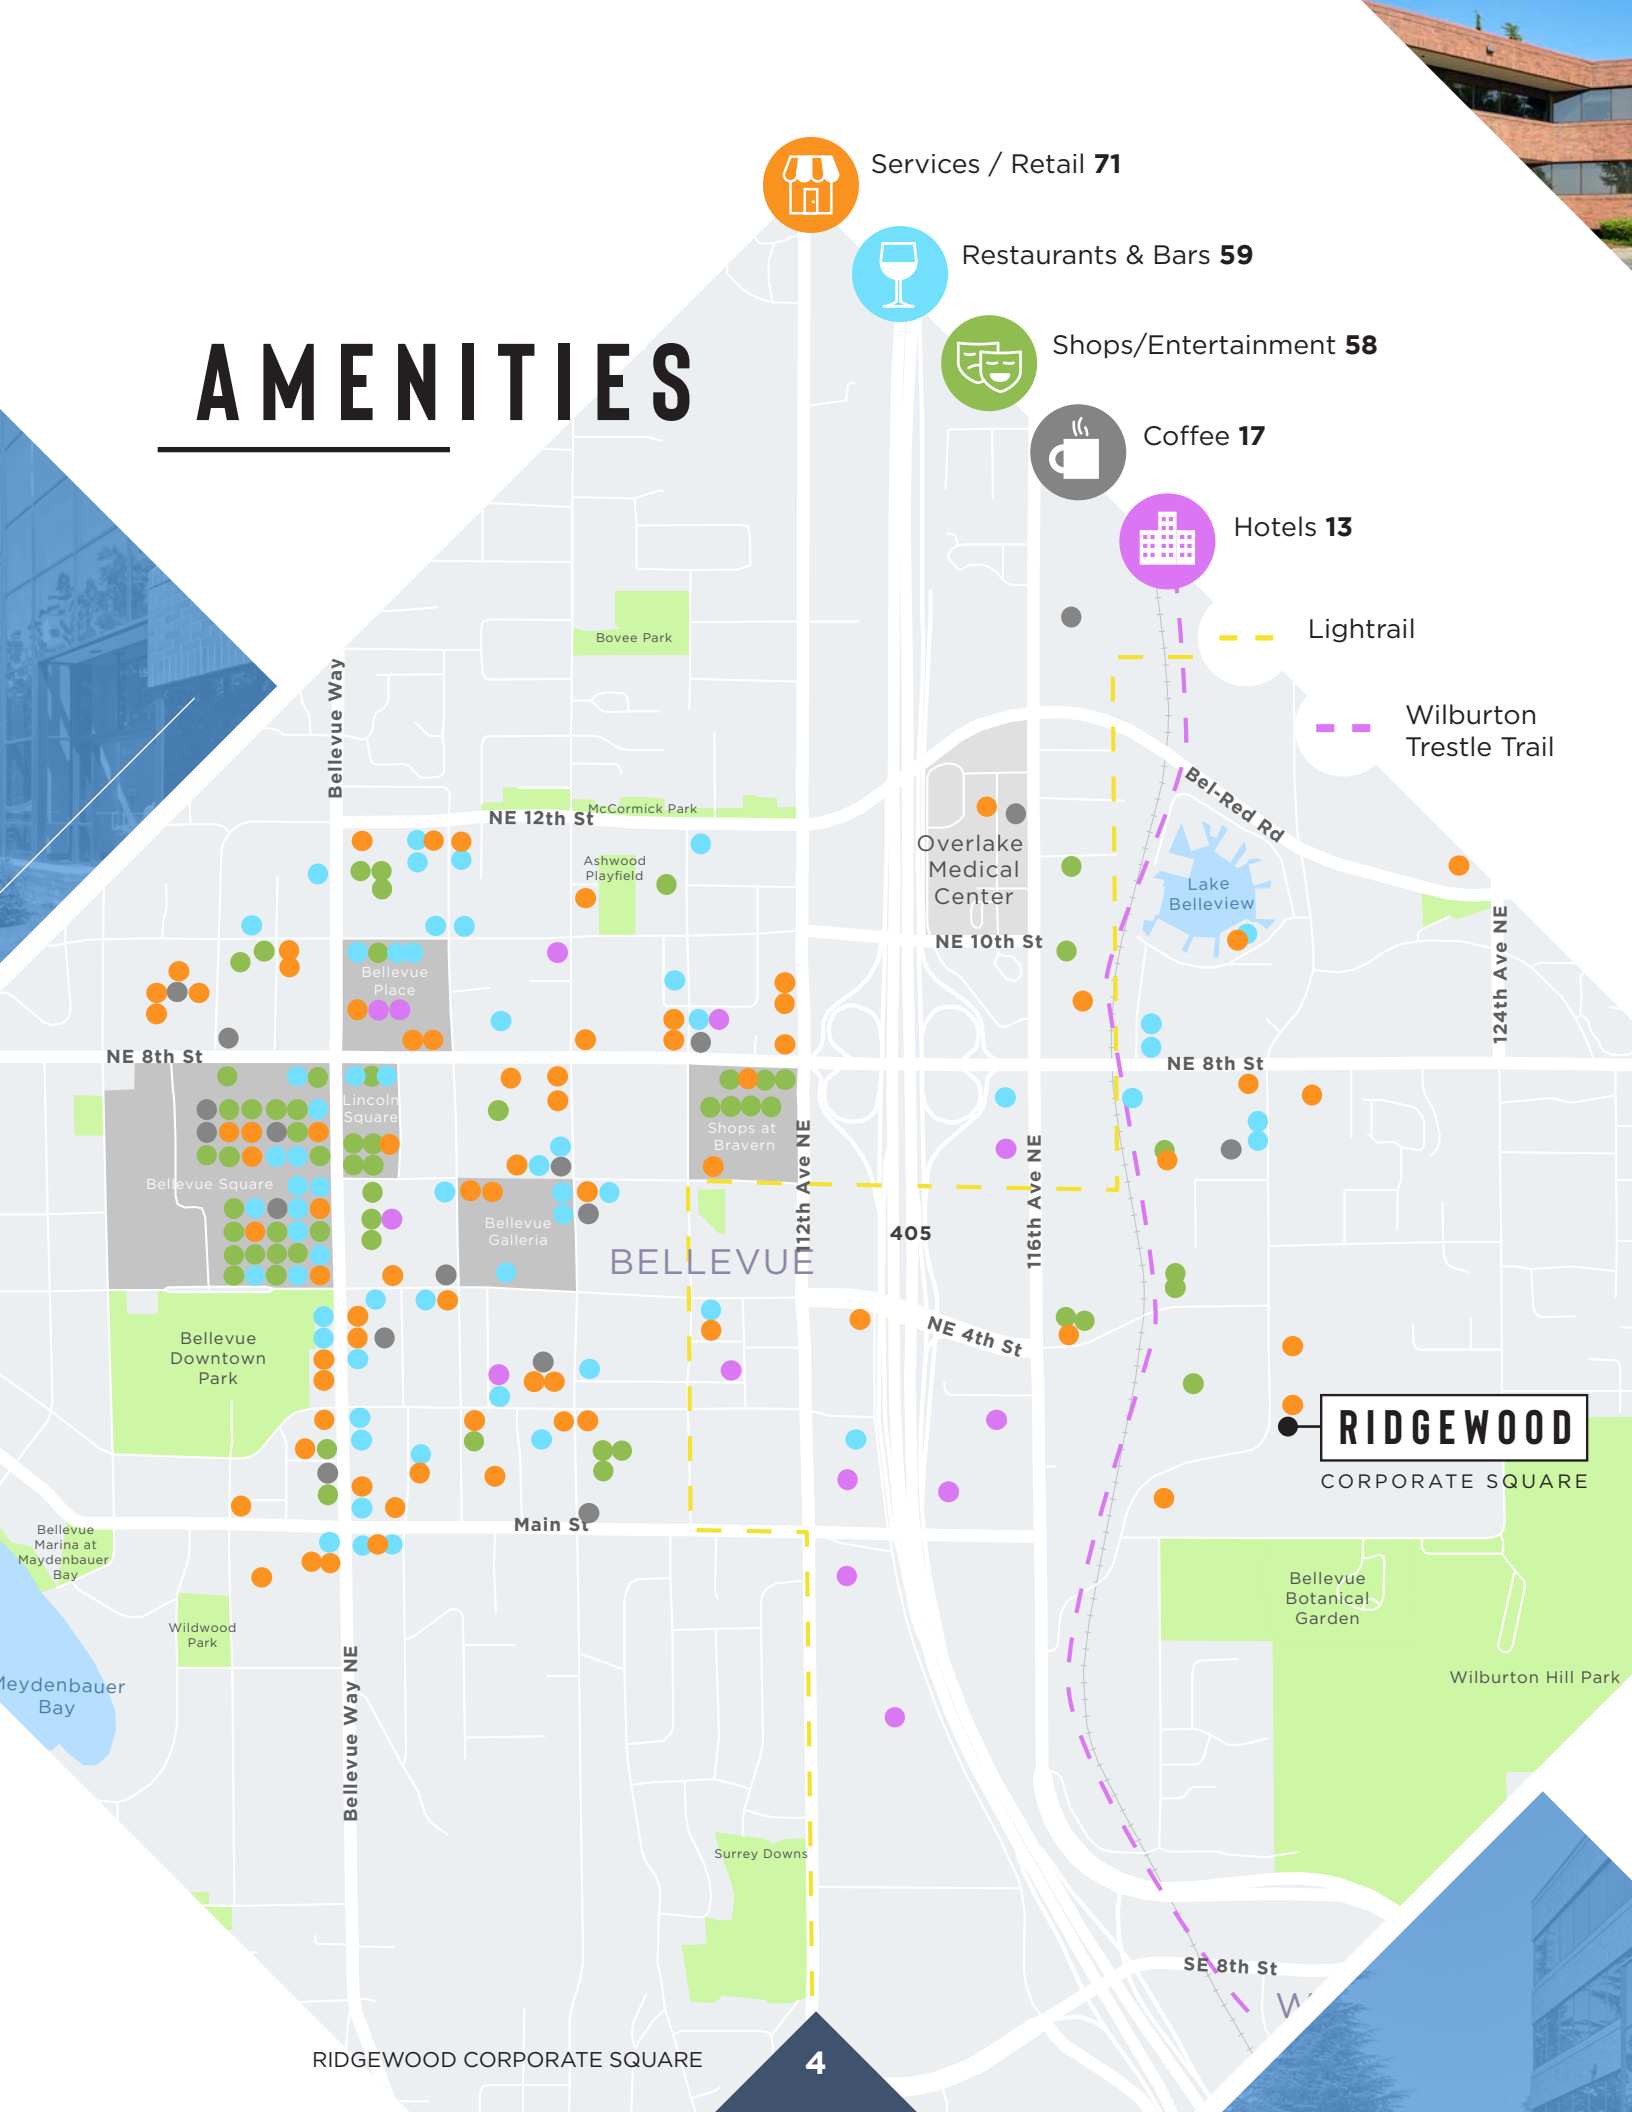 Services / Retail 71
Restaurants & Bars 59
Shops/Entertainment 58
AMENITIES
Coffee 17
Hotels 13
Lightrail
Wilburton
Trestle Trail
Bovee Park
Bellevue Way
Bel-Red Rd
McCormick Park
NE 12th St
Ashwood
Playfield
Overlake
Medical
Center
Lake
Belleview
NE 10th St
124th Ave NE
Bellevue
Place
NE 8th St
NE 8th St
Lincoln
Square
Shops at
Bravern
112th Ave NE
116th Ave NE
Bellevue Square
Bellevue
Galleria
405
BELLEVUE
NE 4th St
Bellevue
Downtown
Park
RIDGEWOOD
CORPORATE SQUARE
Main St
Bellevue
Marina at
Maydenbauer
Bay
Bellevue
Botanical
Garden
Wildwood
Park
Wilburton Hill Park
Meydenbauer
Bay
Bellevue Way NE
Surrey Downs
SE 8th St
RIDGEWOOD CORPORATE SQUARE
4